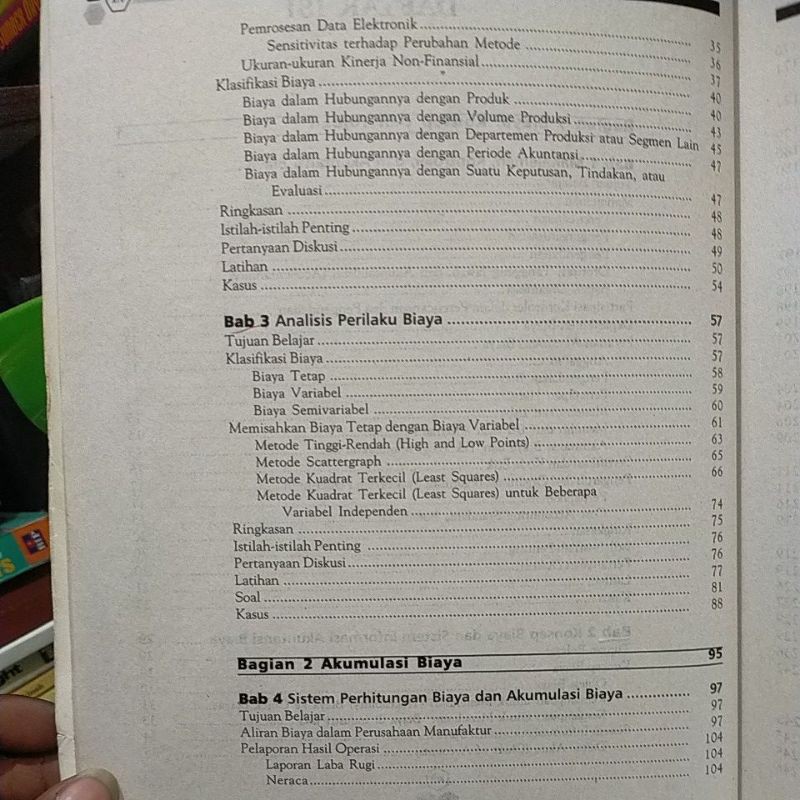 Pemrosesan Data Elektronik ........ 35
Sensitivitas terhadap Perubahan Metode ........ 36
Ukuran-ukuran Kinerja Non-Finansial ........ 37
Klasifikasi Biaya ........ 40
Biaya dalam Hubungannya dengan Produk ........ 40
Biaya dalam Hubungannya dengan Volume Produksi ........ 43
Biaya dalam Hubungannya dengan Departemen Produksi atau Segmen Lain 45
Biaya dalam Hubungannya dengan Periode Akuntansi ........ 47
Biaya dalam Hubungannya dengan Suatu Keputusan, Tindakan, atau
Evaluasi ........ 47
Ringkasan ........ 48
Istilah-istilah Penting ........ 48
Pertanyaan Diskusi ........ 49
Latihan ........ 50
Kasus ........ 54
Bab 3 Analisis Perilaku Biaya ........ 57
Tujuan Belajar ........ 57
Klasifikasi Biaya ........ 57
Biaya Tetap ........ 58
Biaya Variabel ........ 59
Biaya Semivariabel ........ 60
Memisahkan Biaya Tetap dengan Biaya Variabel ........ 61
Metode Tinggi-Rendah (High and Low Points) ........ 63
Metode Scattergraph ........ 65
Metode Kuadrat Terkecil (Least Squares) ........ 66
Metode Kuadrat Terkecil (Least Squares) untuk Beberapa
Variabel Independen ........ 74
Ringkasan ........ 75
Istilah-istilah Penting ........ 76
Pertanyaan Diskusi ........ 76
Latihan ........ 77
Soal ........ 81
Kasus ........ 88
Bagian 2 Akumulasi Biaya 95
Bab 4 Sistem Perhitungan Biaya dan Akumulasi Biaya ........ 97
Tujuan Belajar ........ 97
Aliran Biaya dalam Perusahaan Manufaktur ........ 97
Pelaporan Hasil Operasi ........ 104
Laporan Laba Rugi ........ 104
Neraca ........ 104